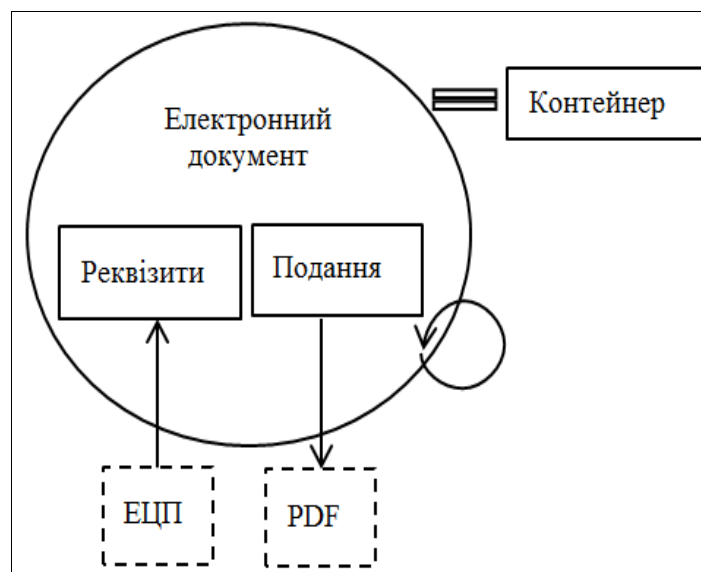 Електронний
документ
Контейнер
Реквізити
Подання
ЕЦП
PDF